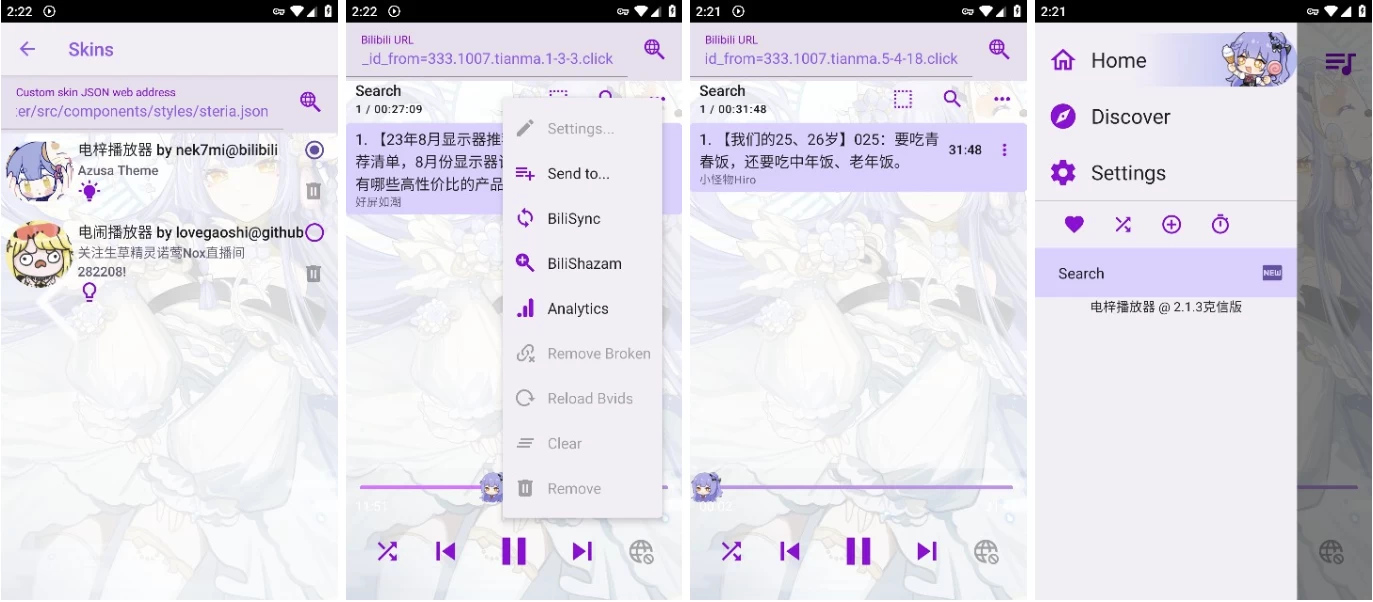 2:22
Skins
Custom skin JSON web address
:er/src/components/styles/steria.json
电梓播放器 by nek7mi@bilibili
Azusa Theme
电闹播放器 by lovegaoshi@github
关注生草精灵诺莺Nox直播间
282208!
2:22
Bilibili URL
_id_from=333.1007.tianma.1-3-3.click
Search
1 / 00:27:09
1. 【23年8月显示器推
荐清单，8月份显示器
有哪些高性价比的产品
好屏如潮
11:51
Settings...
Send to...
BiliSync
BiliShazam
Analytics
Remove Broken
Reload Bvids
Clear
Remove
2:21
Bilibili URL
id_from=333.1007.tianma.5-4-18.click
Search
1 / 00:31:48
1. 【我们的25、26岁】025：要吃青
春饭，还要吃中年饭、老年饭。
31:48
小怪物Hiro
00:02
2:21
Home
Discover
Settings
Search
NEW
电梓播放器 @ 2.1.3克信版